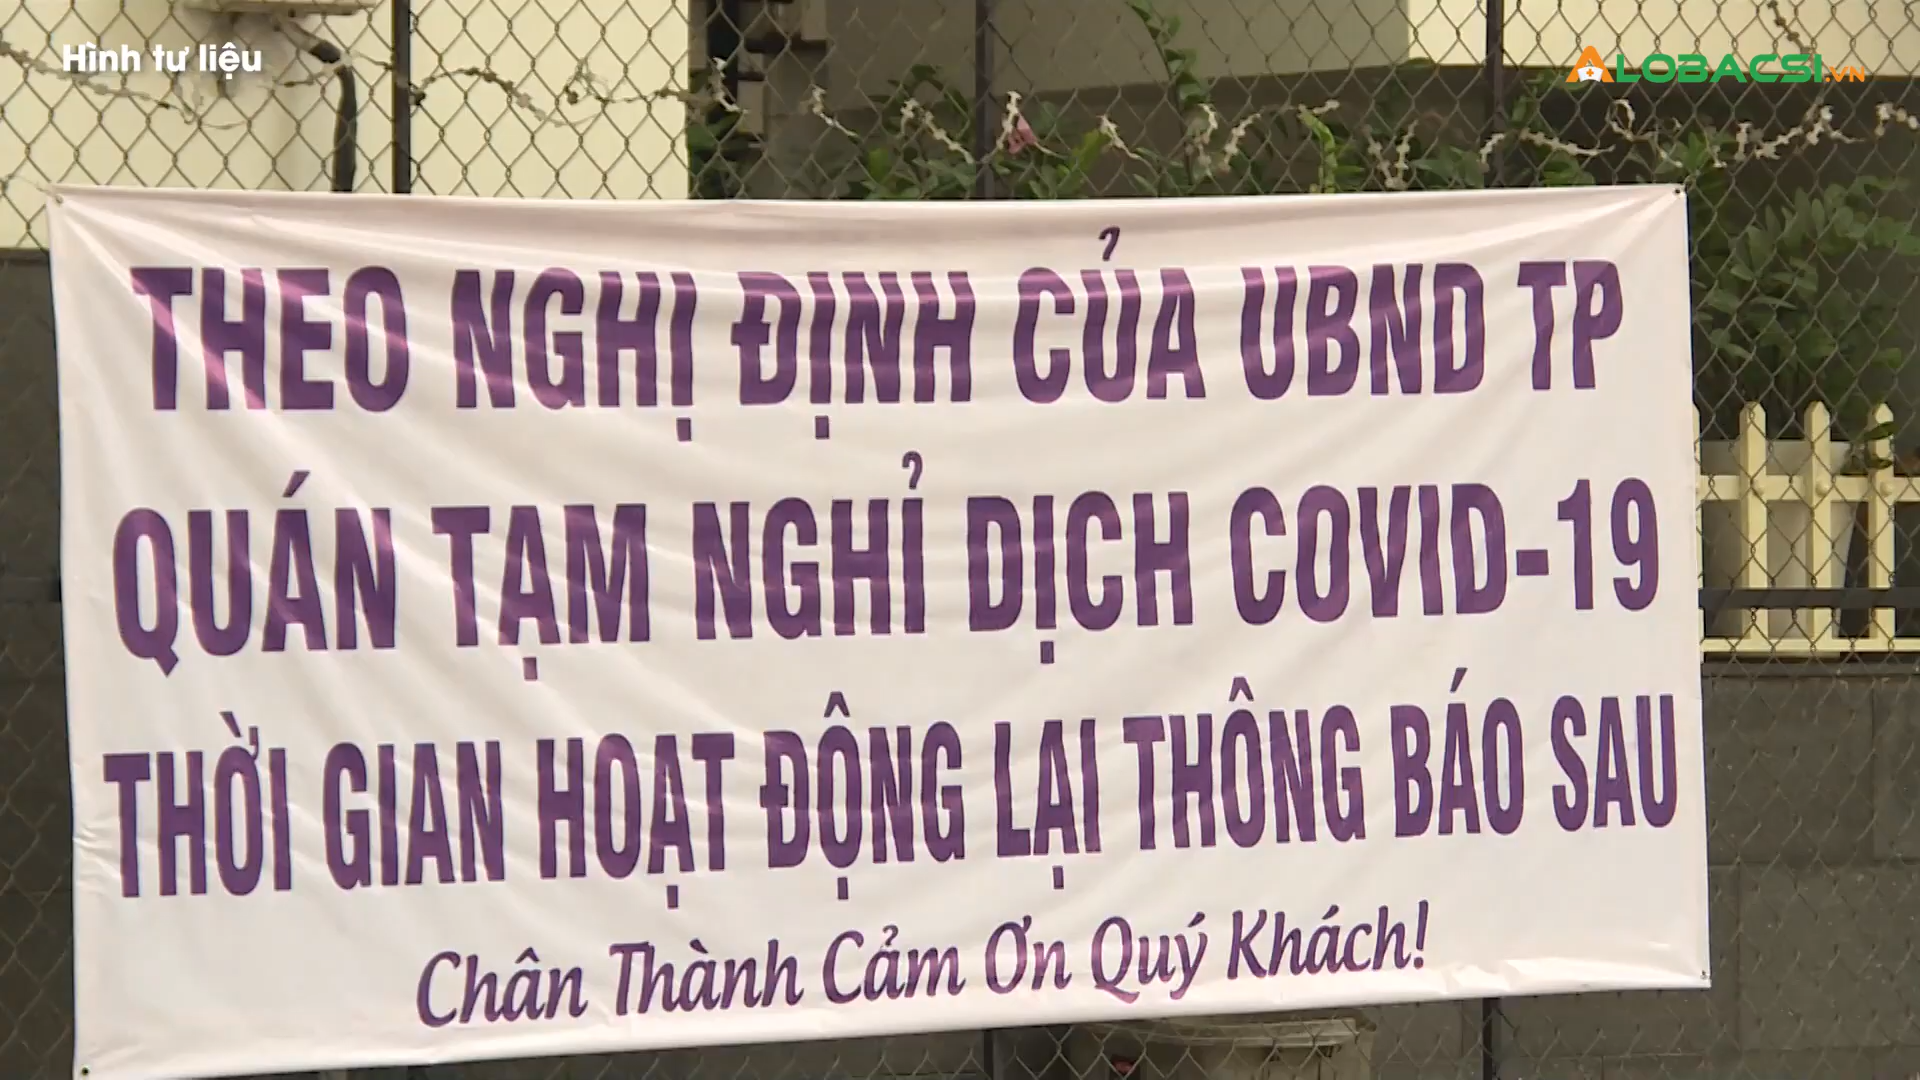 Hình tư liệu
ALOBACSI.VN
THEO NGHỊ ĐỊNH CỦA UBND TP
QUÁN TẠM NGHỈ DỊCH COVID-19
THỜI GIAN HOẠT ĐỘNG LẠI THÔNG BÁO SAU
Chân Thành Cảm Ơn Quý Khách!